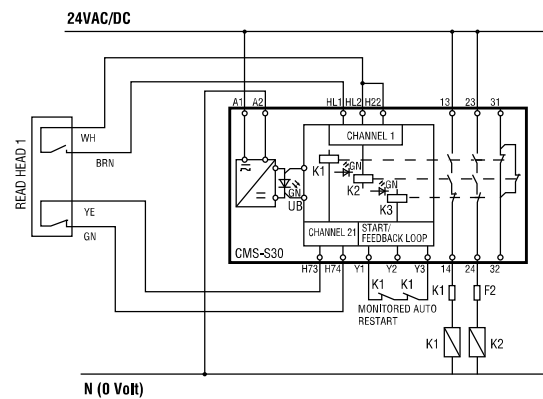 24VAC/DC
A1 A2 HL1 HL2 H22 13 23 31
WH
BRN
READ HEAD 1
YE
GN
CHANNEL 1
K1 GN
K2
GN
K3
GN
UB
CHANNEL 21
START/
FEEDBACK LOOP
CMS-S30
H73 H74 Y1 Y2 Y3 14 24 32
K1 K1
MONITORED AUTO
RESTART
K1 F2
K1 K2
N (0 Volt)